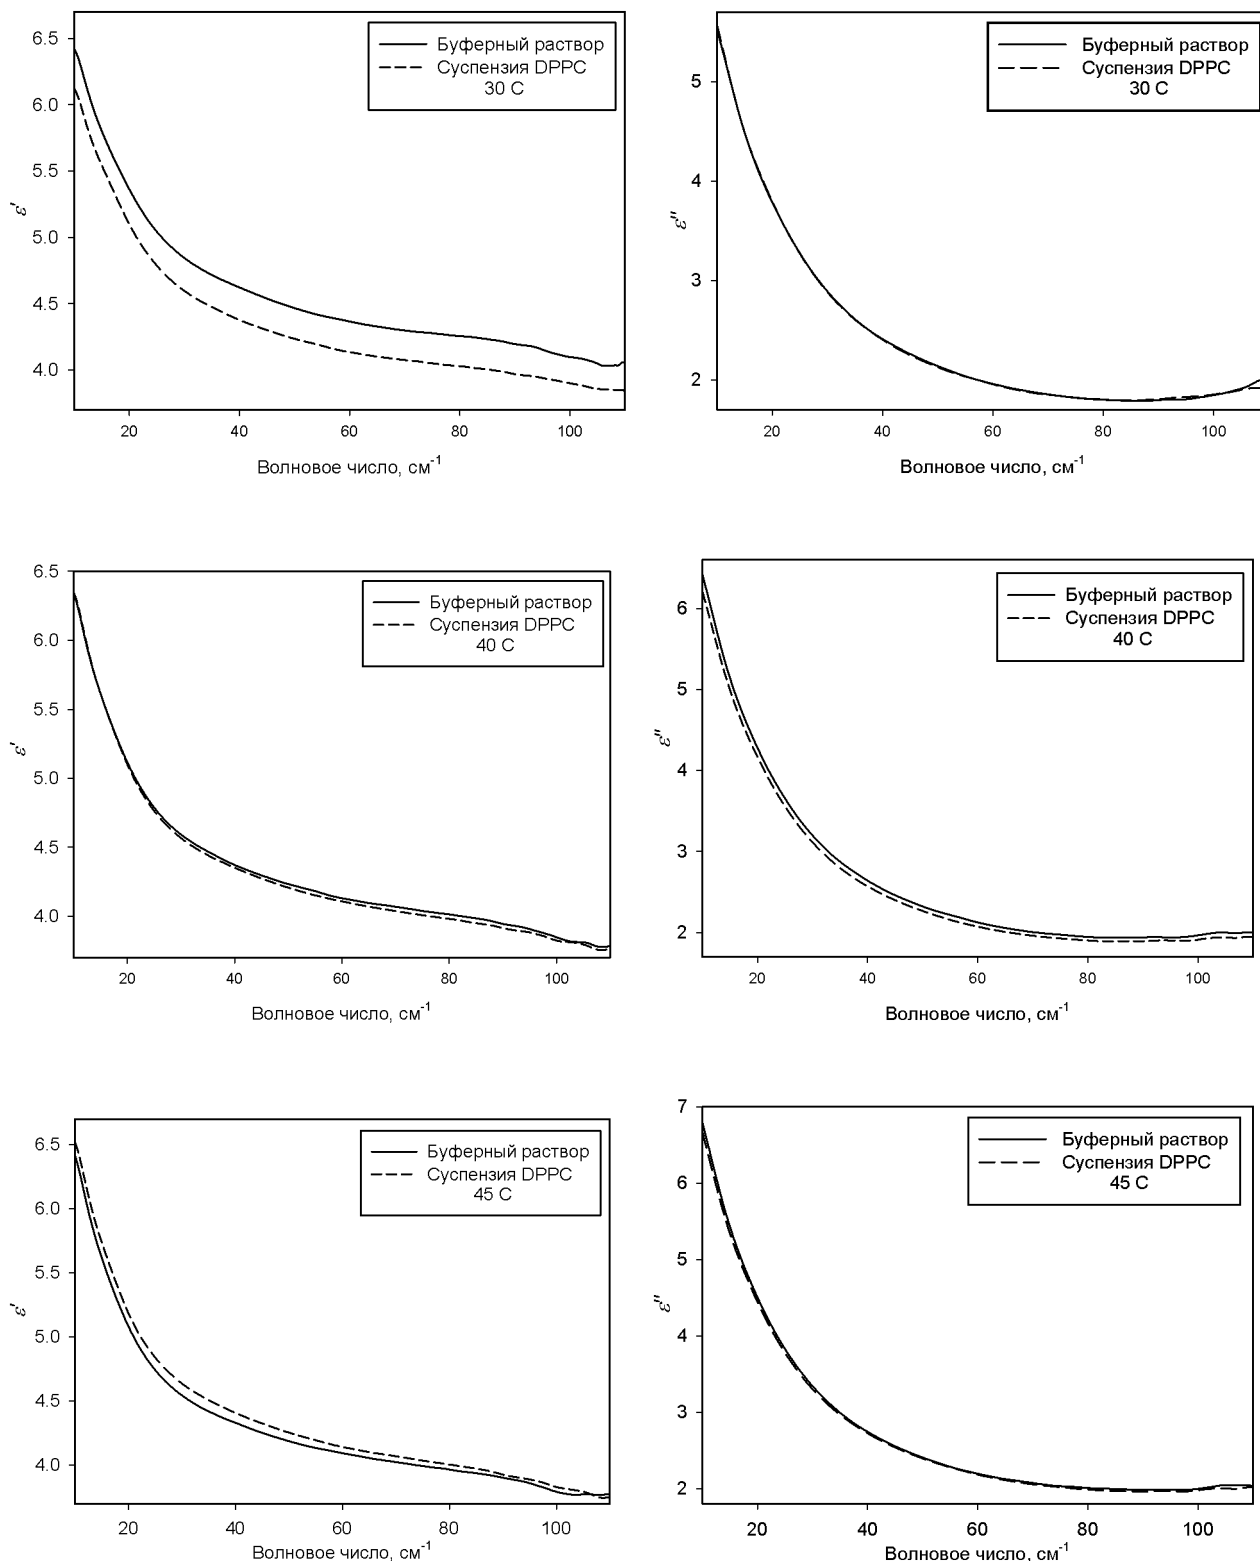 6.5
6.0
5.5
5.0
4.5
4.0
ε'
Буферный раствор
Суспензия DPPC
30 C
20 40 60 80 100
Волновое число, см⁻¹
5
4
3
2
ε''
Буферный раствор
Суспензия DPPC
30 C
20 40 60 80 100
Волновое число, см⁻¹
6.5
6.0
5.5
5.0
4.5
4.0
ε'
Буферный раствор
Суспензия DPPC
40 C
20 40 60 80 100
Волновое число, см⁻¹
6
5
4
3
2
ε''
Буферный раствор
Суспензия DPPC
40 C
20 40 60 80 100
Волновое число, см⁻¹
6.5
6.0
5.5
5.0
4.5
4.0
ε'
Буферный раствор
Суспензия DPPC
45 C
20 40 60 80 100
Волновое число, см⁻¹
7
6
5
4
3
2
ε''
Буферный раствор
Суспензия DPPC
45 C
20 40 60 80 100
Волновое число, см⁻¹